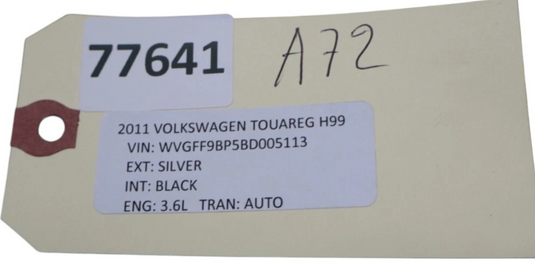 77641 A72
2011 VOLKSWAGEN TOUAREG H99
VIN: WVGFF9BP5BD005113
EXT: SILVER
INT: BLACK
ENG: 3.6L TRAN: AUTO